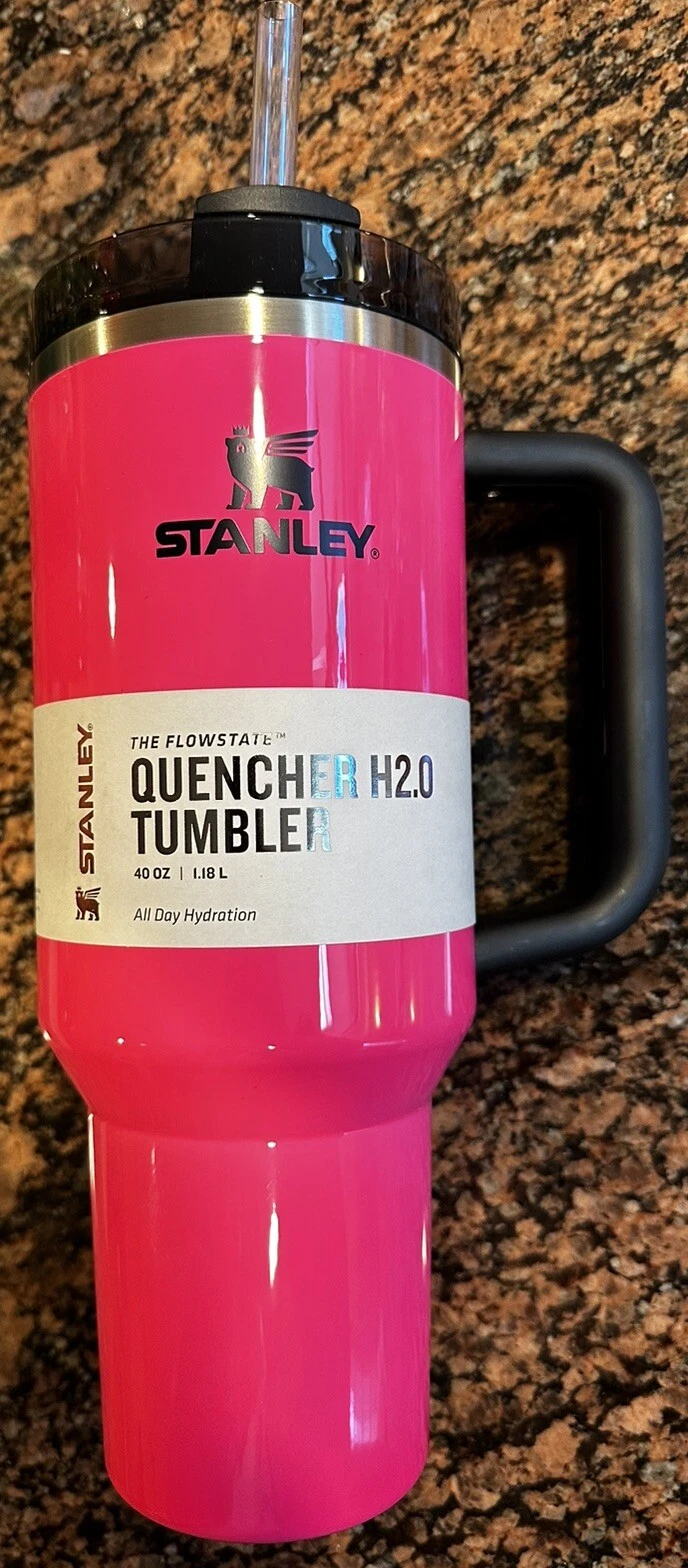 STANLEY®
STANLEY®
THE FLOWSTATE™
QUENCHER H2.0
TUMBLER
40 OZ | 1.18 L
All Day Hydration